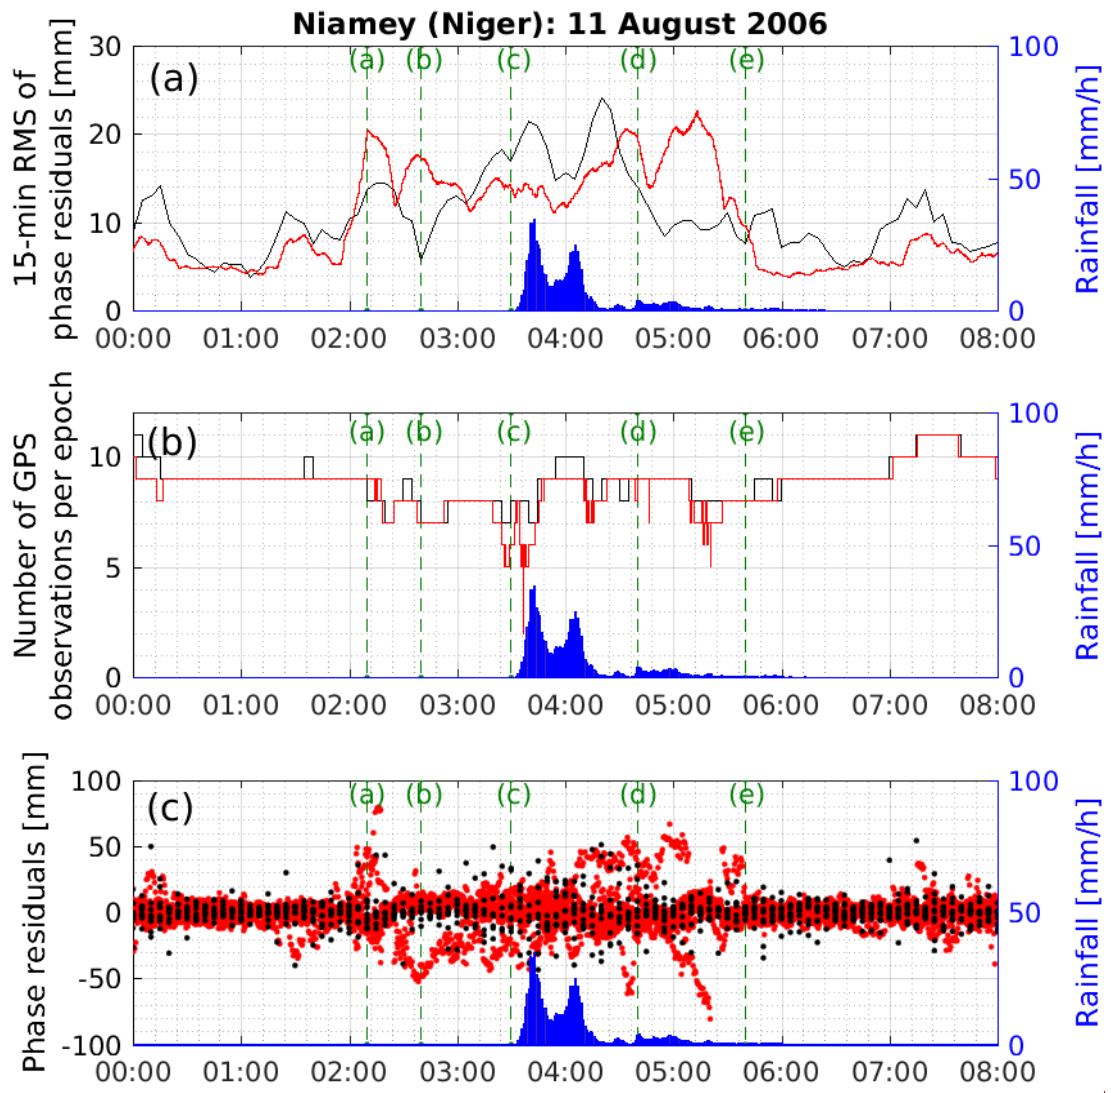 Niamey (Niger): 11 August 2006
15-min RMS of
phase residuals [mm]
30
20
10
0
(a)
(a)
(b)
(c)
(d)
(e)
100
50
0
Rainfall [mm/h]
00:00 01:00 02:00 03:00 04:00 05:00 06:00 07:00 08:00
Number of GPS
observations per epoch
10
5
0
(b)
(a)
(b)
(c)
(d)
(e)
100
50
0
Rainfall [mm/h]
00:00 01:00 02:00 03:00 04:00 05:00 06:00 07:00 08:00
Phase residuals [mm]
100
50
0
-50
-100
(c)
(a)
(b)
(c)
(d)
(e)
100
50
0
Rainfall [mm/h]
00:00 01:00 02:00 03:00 04:00 05:00 06:00 07:00 08:00